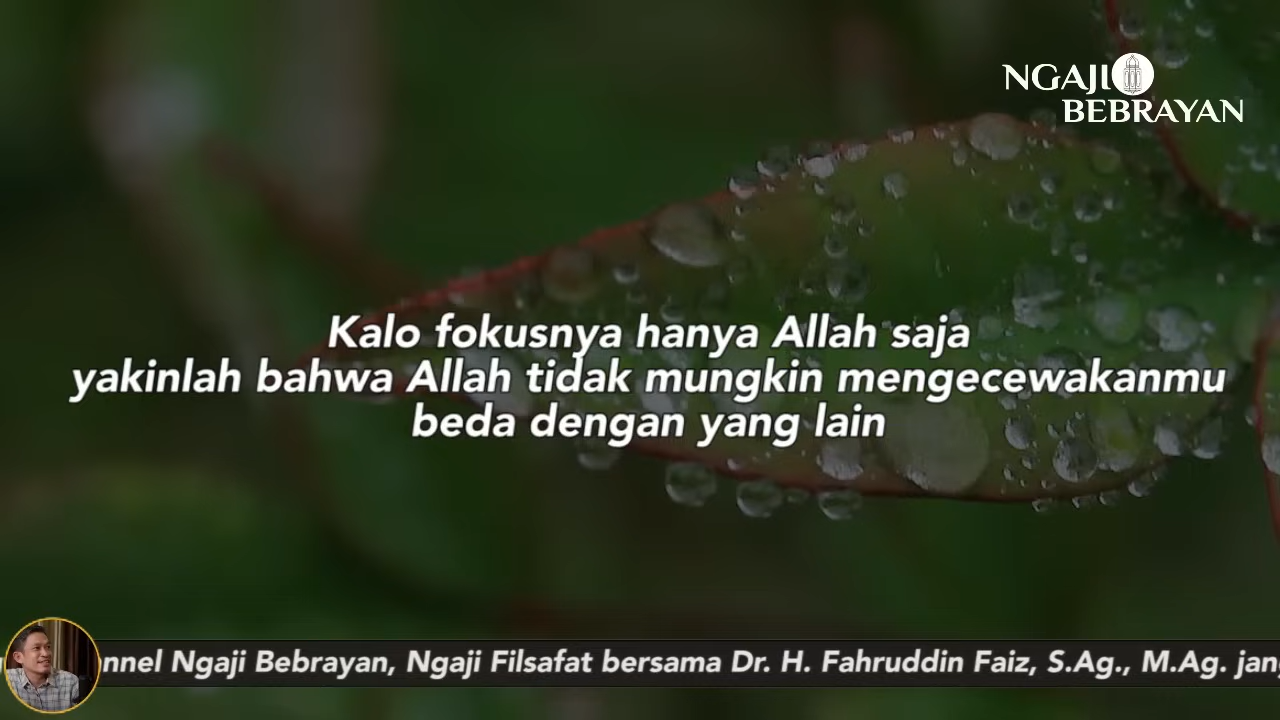 NGAJI
BEBRAYAN
Kalo fokusnya hanya Allah saja
yakinlah bahwa Allah tidak mungkin mengecewakanmu
beda dengan yang lain
Ngaji Bebrayan, Ngaji Filsafat bersama Dr. H. Fahruddin Faiz, S.Ag., M.Ag.